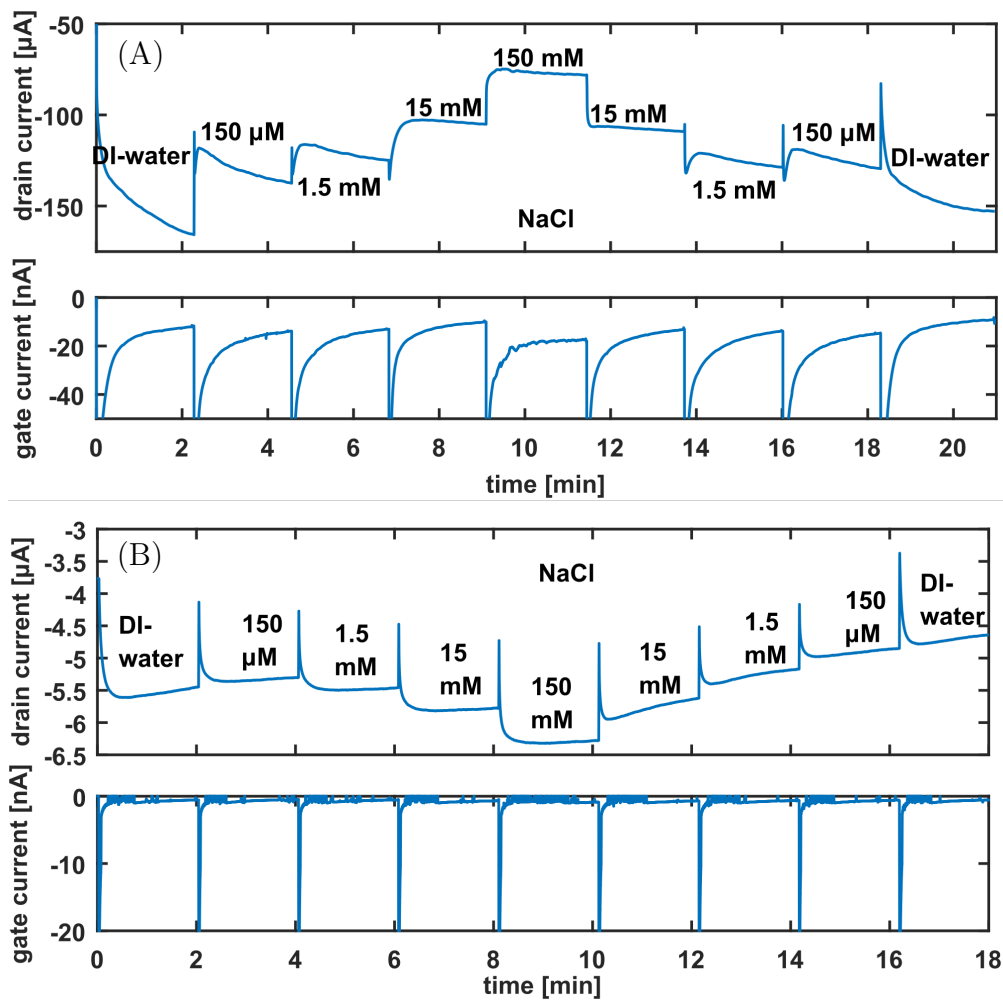 (A)
drain current [µA]
-50
-100
-150
DI-water
150 µM
1.5 mM
15 mM
150 mM
15 mM
1.5 mM
150 µM
DI-water
NaCl
gate current [nA]
0
-20
-40
0 2 4 6 8 10 12 14 16 18 20
time [min]
(B)
drain current [µA]
-3
-3.5
-4
-4.5
-5
-5.5
-6
-6.5
NaCl
DI-
water
150
µM
1.5
mM
15
mM
150
mM
15
mM
1.5
mM
150
µM
DI-
water
gate current [nA]
0
-10
-20
0 2 4 6 8 10 12 14 16 18
time [min]